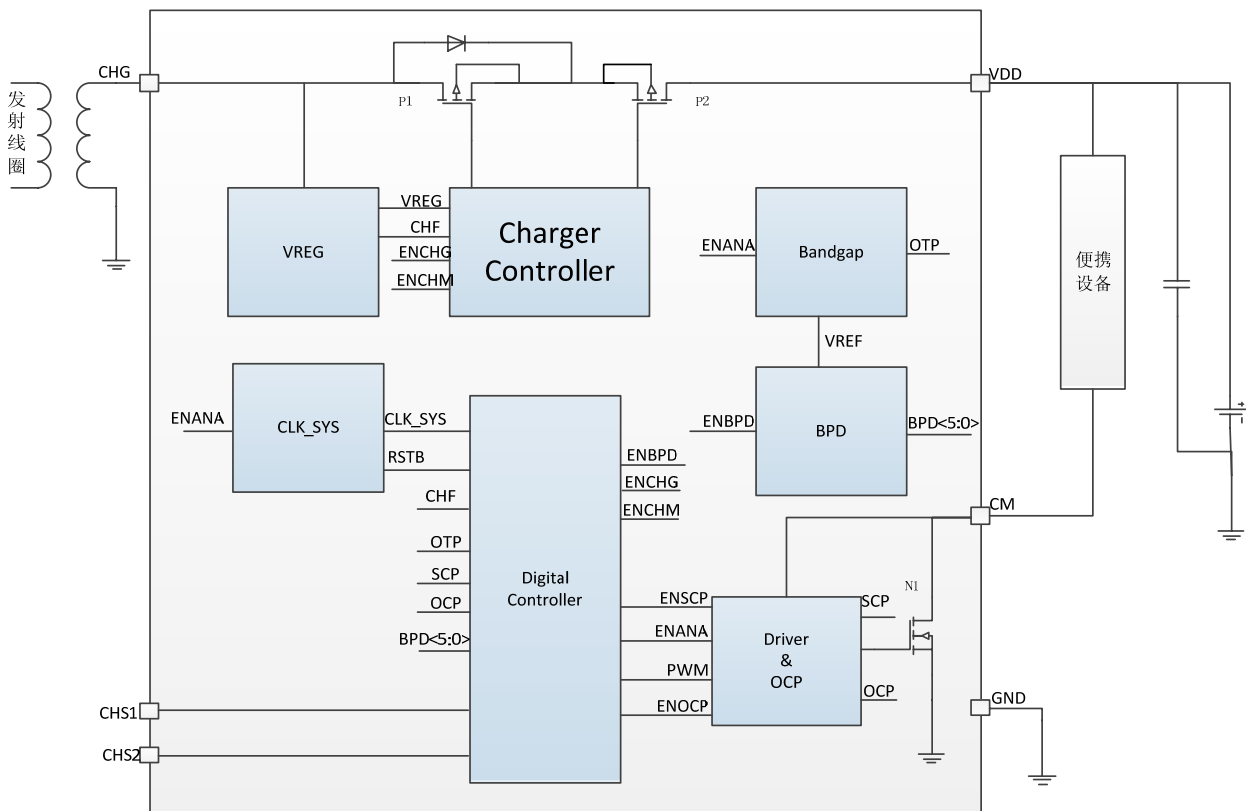 CHG
VDD
发射线圈
P1
P2
VREG
VREG
CHF
ENCHG
ENCHM
Charger
Controller
ENANA
Bandgap
OTP
便携
设备
VREF
ENANA
CLK_SYS
CLK_SYS
RSTB
ENBPD
BPD
BPD<5:0>
+
-
CHF
OTP
SCP
OCP
BPD<5:0>
Digital
Controller
ENBPD
ENCHG
ENCHM
CM
ENSCP
ENANA
PWM
ENOCP
Driver
&
OCP
SCP
OCP
N1
GND
CHS1
CHS2